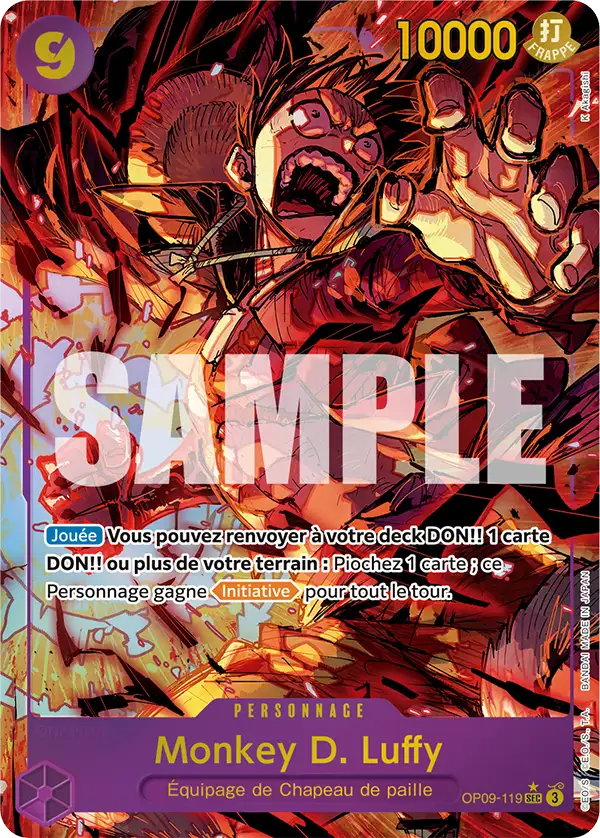 9
10000
打
FRAPPE
K Akagishi
SAMPLE
Jouée Vous pouvez renvoyer à votre deck DON!! 1 carte
DON!! ou plus de votre terrain : Piochez 1 carte ; ce
Personnage gagne Initiative pour tout le tour.
PERSONNAGE
Monkey D. Luffy
Équipage de Chapeau de paille
OP09-119 SEC 3
©E.O/S., ©E.O./S., T.A. BANDAI MADE IN JAPAN